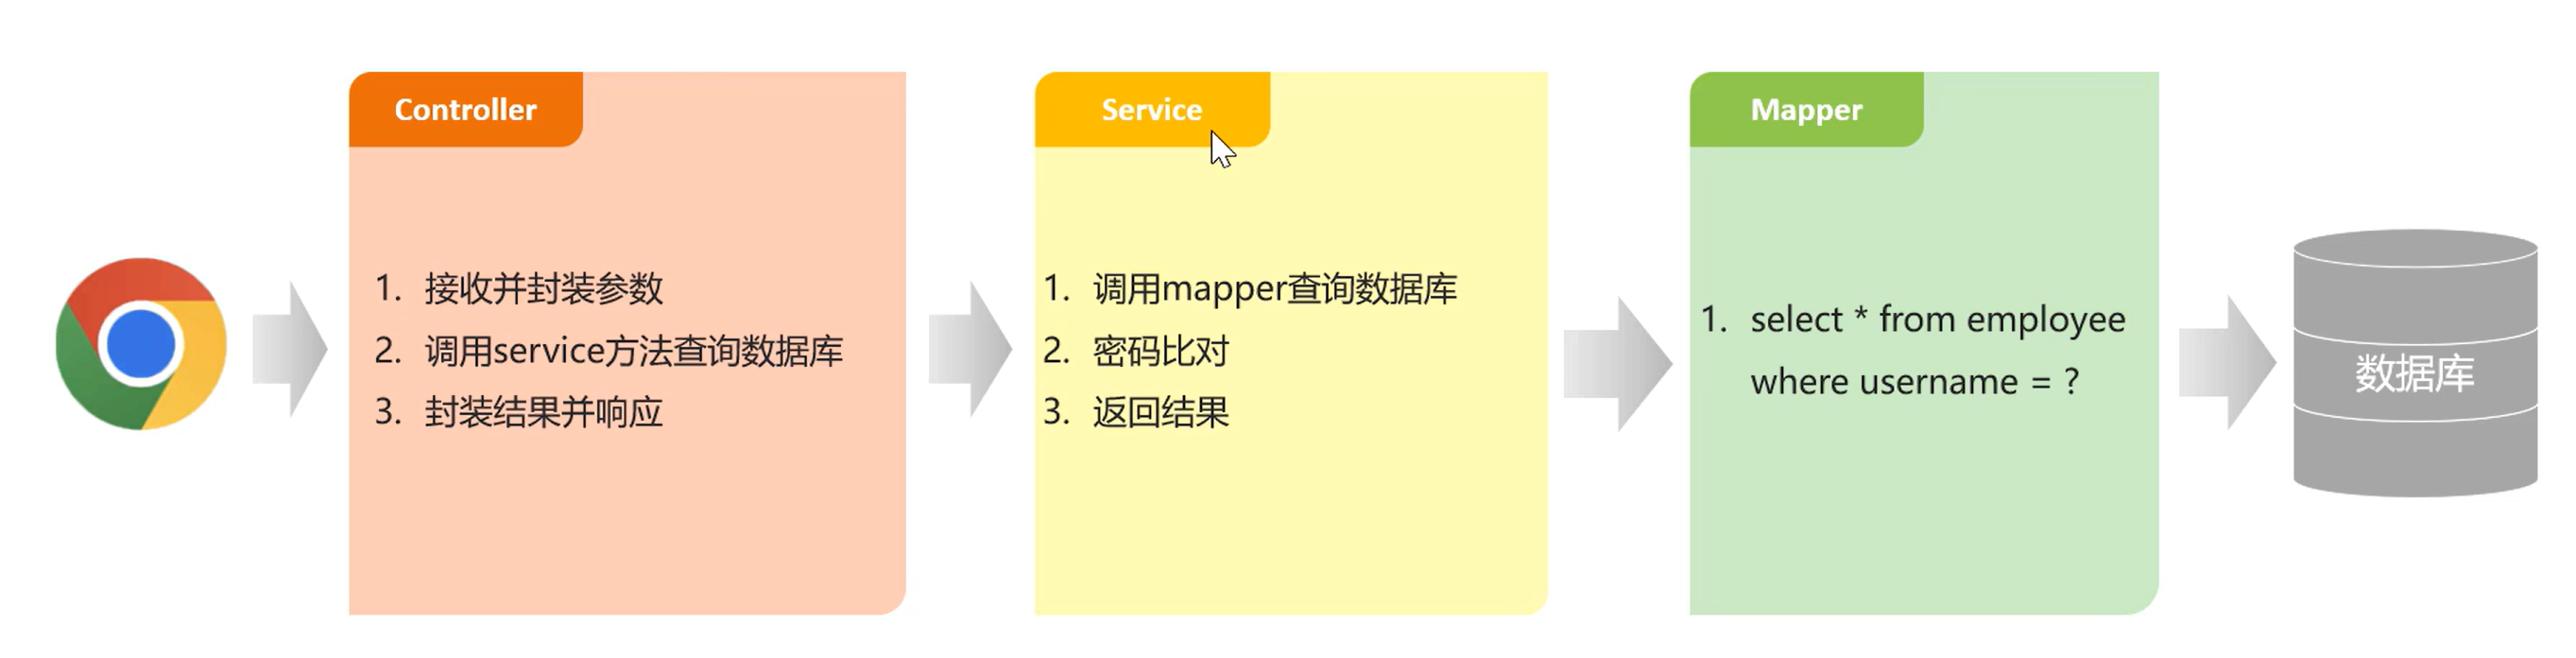 Controller
1. 接收并封装参数
2. 调用service方法查询数据库
3. 封装结果并响应
Service
1. 调用mapper查询数据库
2. 密码比对
3. 返回结果
Mapper
1. select * from employee
where username = ?
数据库